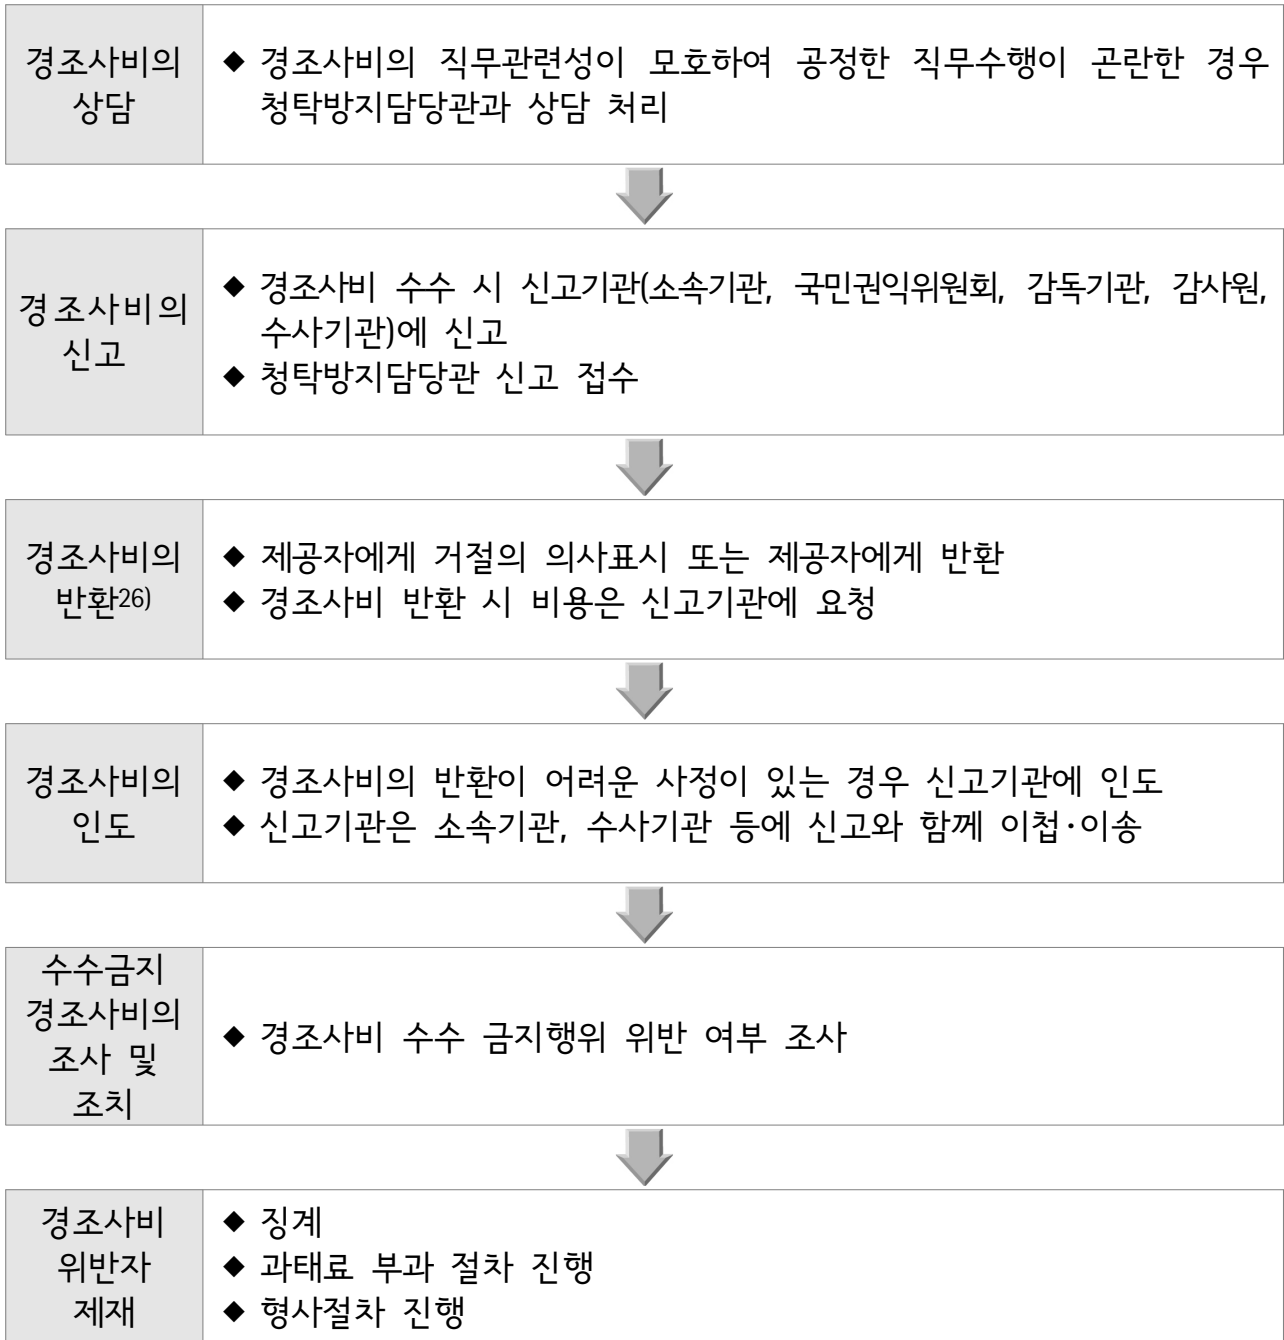 경조사비의
상담
◆ 경조사비의 직무관련성이 모호하여 공정한 직무수행이 곤란한 경우
청탁방지담당관과 상담 처리
경조사비의
신고
◆ 경조사비 수수 시 신고기관(소속기관, 국민권익위원회, 감독기관, 감사원,
수사기관)에 신고
◆ 청탁방지담당관 신고 접수
경조사비의
반환26)
◆ 제공자에게 거절의 의사표시 또는 제공자에게 반환
◆ 경조사비 반환 시 비용은 신고기관에 요청
경조사비의
인도
◆ 경조사비의 반환이 어려운 사정이 있는 경우 신고기관에 인도
◆ 신고기관은 소속기관, 수사기관 등에 신고와 함께 이첩·이송
수수금지
경조사비의
조사 및
조치
◆ 경조사비 수수 금지행위 위반 여부 조사
경조사비
위반자
제재
◆ 징계
◆ 과태료 부과 절차 진행
◆ 형사절차 진행